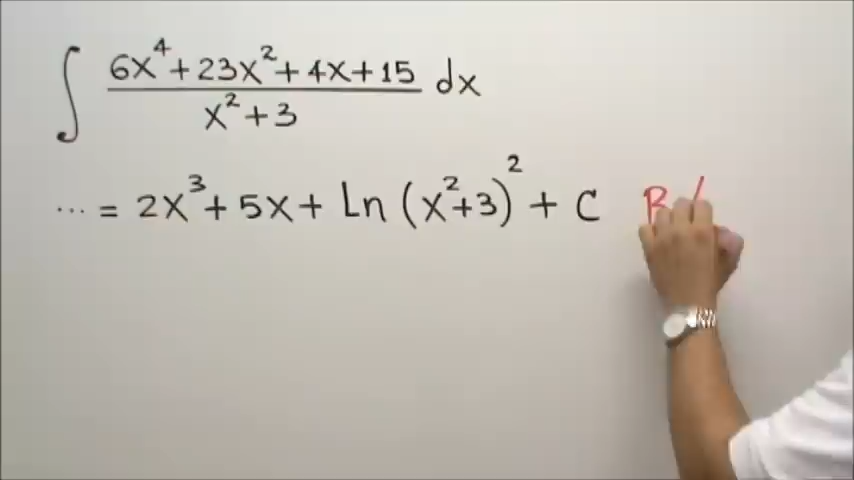 ∫ (6x⁴ + 23x² + 4x + 15)/(x² + 3) dx
... = 2x³ + 5x + Ln (x² + 3)² + C R/